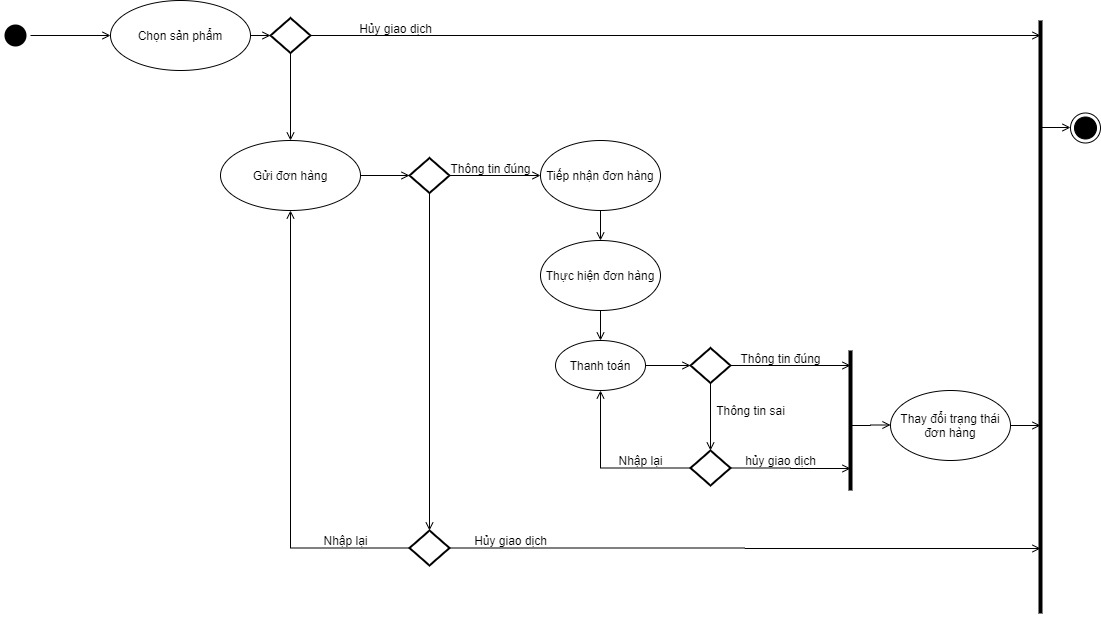 Chọn sản phẩm
Hủy giao dịch
Gửi đơn hàng
Thông tin đúng
Tiếp nhận đơn hàng
Thực hiện đơn hàng
Thanh toán
Thông tin đúng
Thông tin sai
Thay đổi trạng thái
đơn hàng
Nhập lại
hủy giao dịch
Nhập lại
Hủy giao dịch